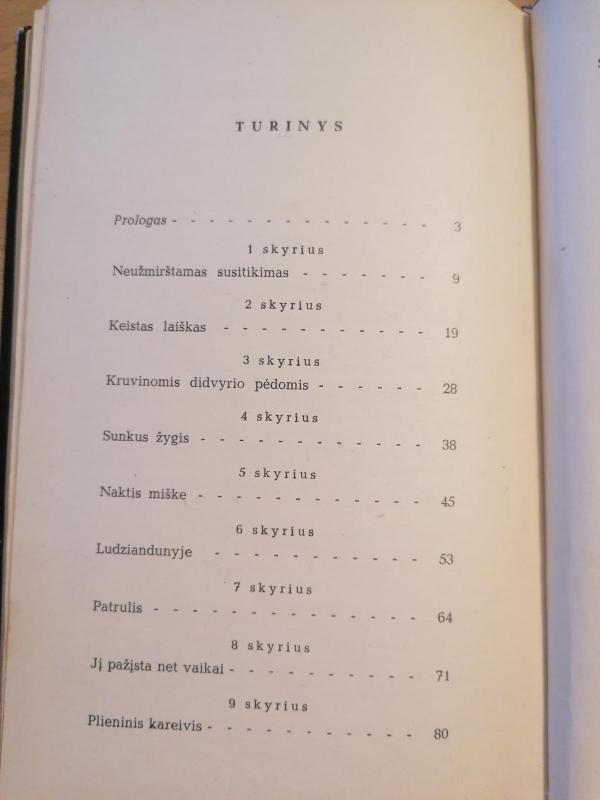 TURINYS
Prologas - - - - - - - - - - - - - - 3
1 skyrius
Neužmirštamas susitikimas - - - - - - - 9
2 skyrius
Keistas laiškas - - - - - - - - - - - 19
3 skyrius
Kruvinomis didvyrio pėdomis - - - - - - 28
4 skyrius
Sunkus žygis - - - - - - - - - - - - 38
5 skyrius
Naktis miške - - - - - - - - - - - - 45
6 skyrius
Ludziandunyje - - - - - - - - - - - 53
7 skyrius
Patrulis - - - - - - - - - - - - - - 64
8 skyrius
Jį pažįsta net vaikai - - - - - - - - - - 71
9 skyrius
Plieninis kareivis - - - - - - - - - - - 80